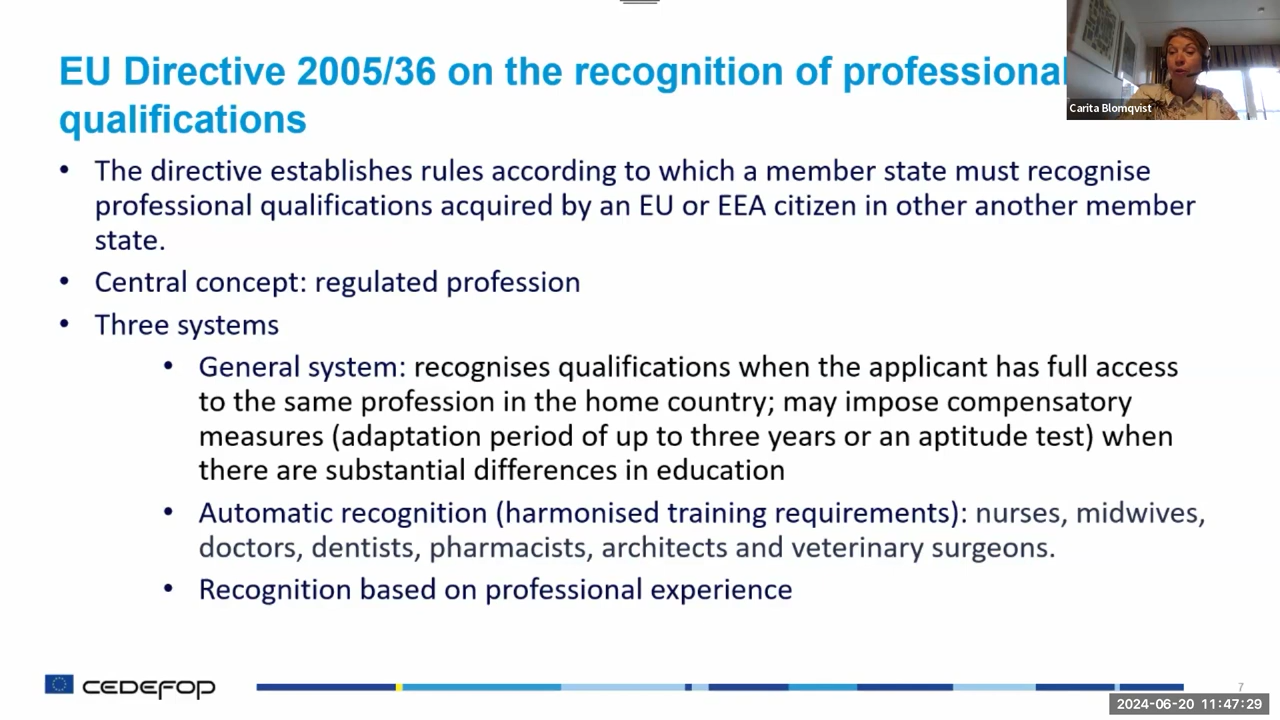 EU Directive 2005/36 on the recognition of professional
qualifications
Carita Blomqvist
• The directive establishes rules according to which a member state must recognise
professional qualifications acquired by an EU or EEA citizen in other another member
state.
• Central concept: regulated profession
• Three systems
• General system: recognises qualifications when the applicant has full access
to the same profession in the home country; may impose compensatory
measures (adaptation period of up to three years or an aptitude test) when
there are substantial differences in education
• Automatic recognition (harmonised training requirements): nurses, midwives,
doctors, dentists, pharmacists, architects and veterinary surgeons.
• Recognition based on professional experience
CEDEFOP
7
2024-06-20 11:47:29